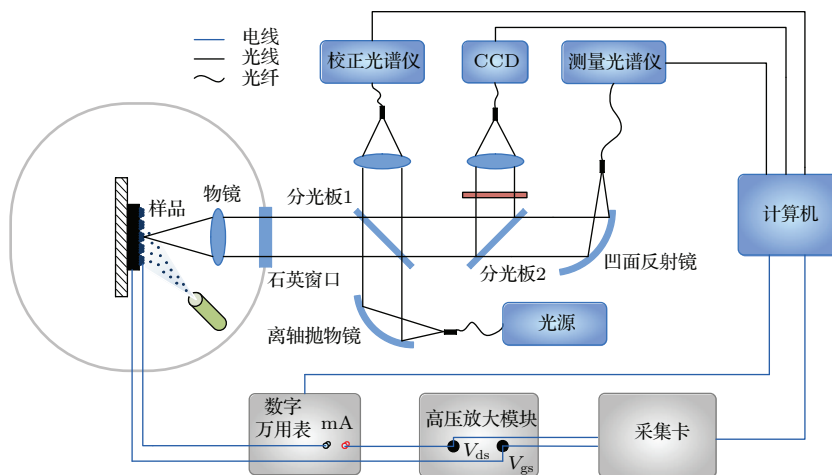 电线
光线
光纤
校正光谱仪
CCD
测量光谱仪
样品
物镜
分光板1
计算机
石英窗口
分光板2
凹面反射镜
离轴抛物镜
光源
数字
万用表
mA
高压放大模块
V_ds
V_gs
采集卡